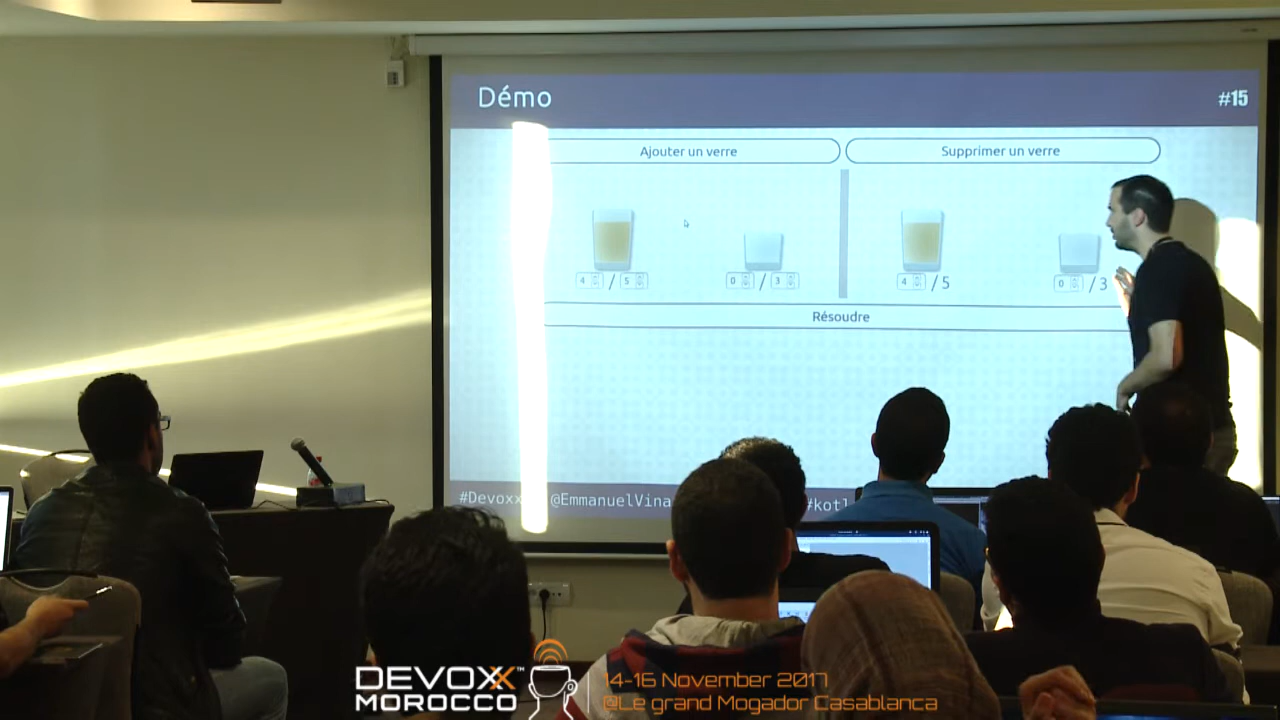 Démo
#15
Ajouter un verre
Supprimer un verre
4 / 5
0 / 3
4 / 5
0 / 3
Résoudre
#Devoxx @EmmanuelVina #kotl
DEVOXX™
MOROCCO
14-16 November 2017
@Le grand Mogador Casablanca